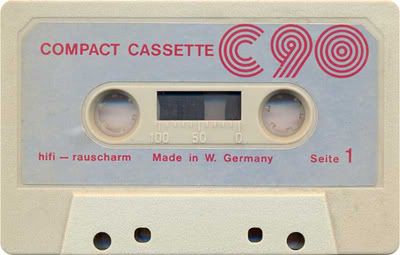 COMPACT CASSETTE C90
100 50 0
hifi – rauscharm Made in W. Germany Seite 1